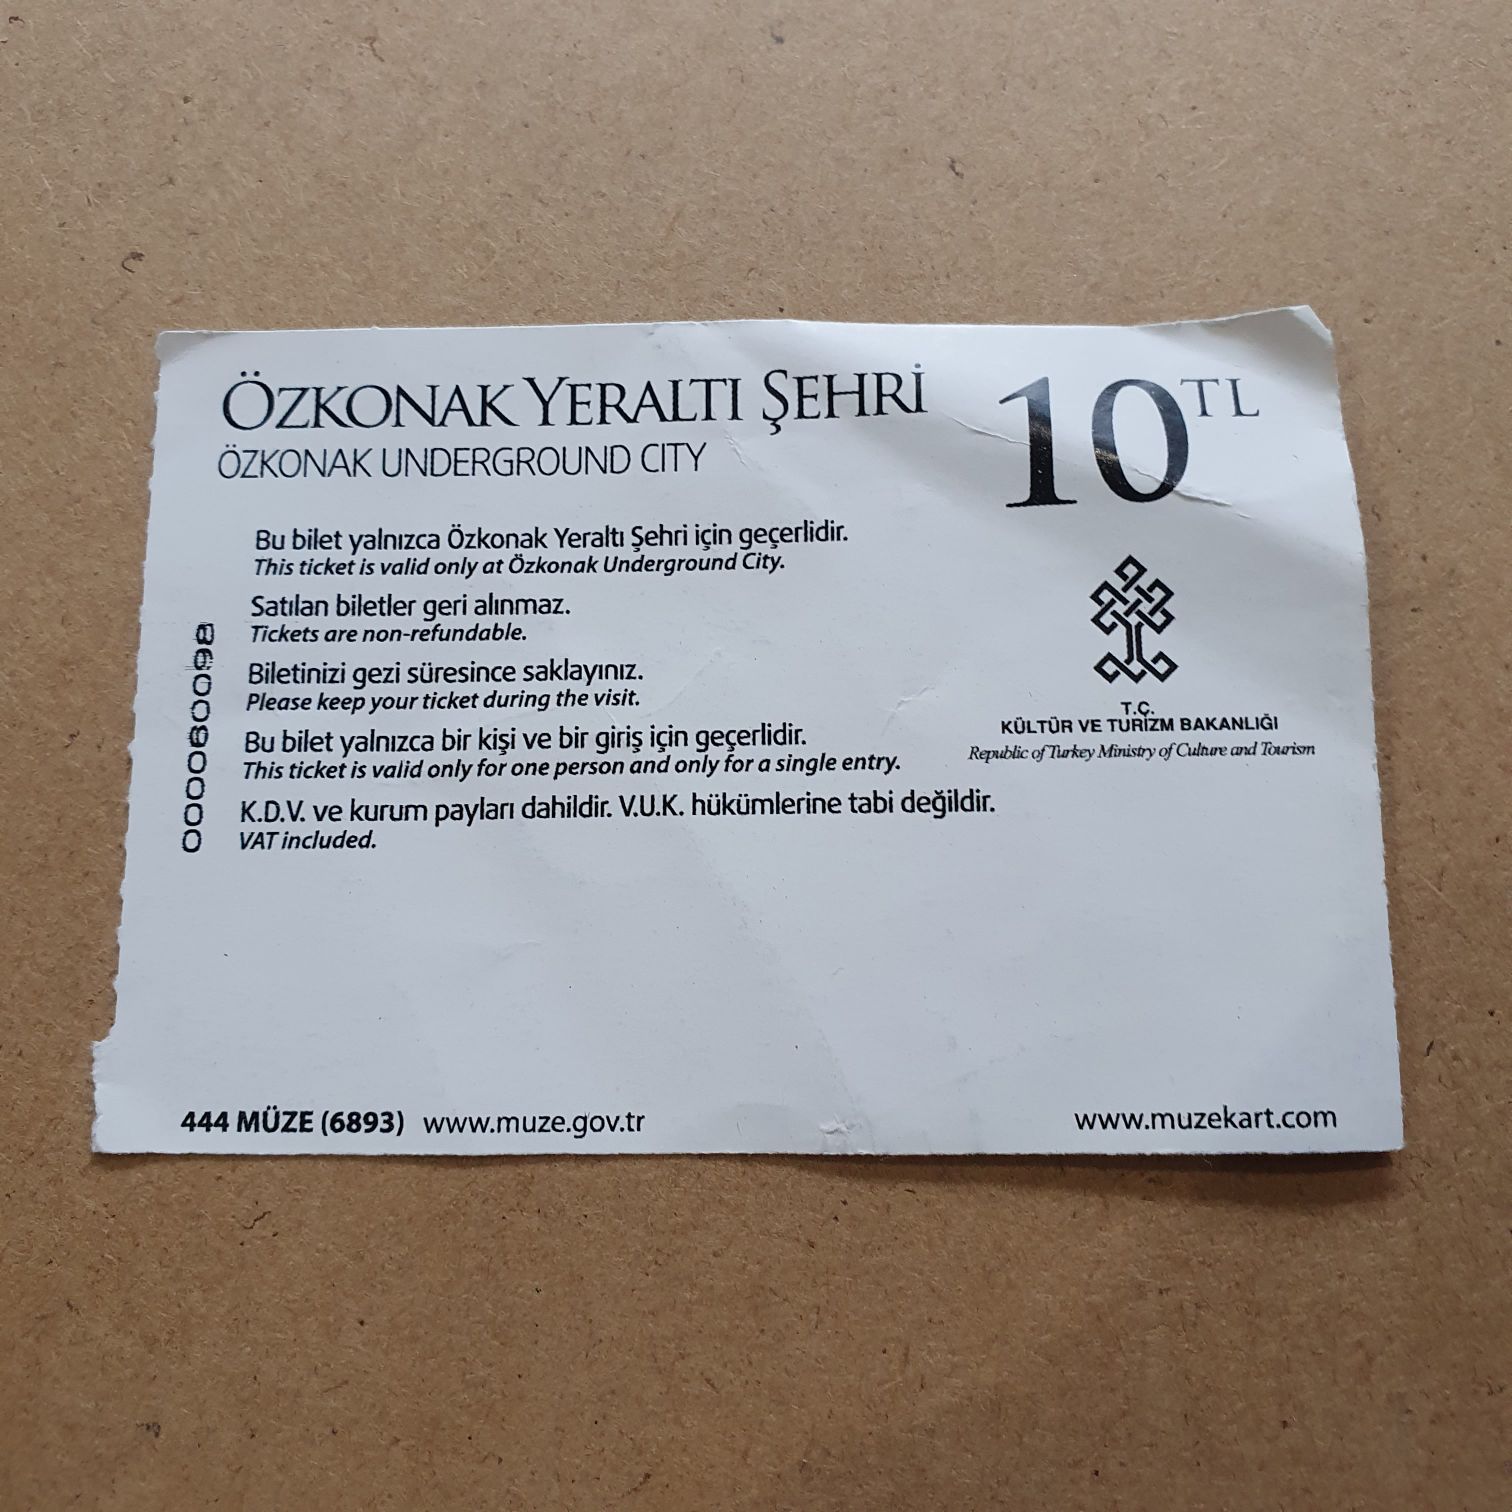 ÖZKONAK YERALTI ŞEHRİ
ÖZKONAK UNDERGROUND CITY
10 TL
Bu bilet yalnızca Özkonak Yeraltı Şehri için geçerlidir.
This ticket is valid only at Özkonak Underground City.
Satılan biletler geri alınmaz.
Tickets are non-refundable.
Biletinizi gezi süresince saklayınız.
Please keep your ticket during the visit.
Bu bilet yalnızca bir kişi ve bir giriş için geçerlidir.
This ticket is valid only for one person and only for a single entry.
K.D.V. ve kurum payları dahildir. V.U.K. hükümlerine tabi değildir.
VAT included.
T.C.
KÜLTÜR VE TURİZM BAKANLIĞI
Republic of Turkey Ministry of Culture and Tourism
444 MÜZE (6893) www.muze.gov.tr
www.muzekart.com